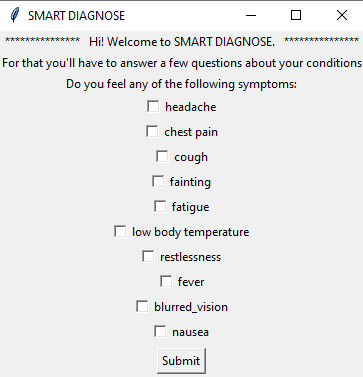 SMART DIAGNOSE
*************** Hi! Welcome to SMART DIAGNOSE. ***************
For that you'll have to answer a few questions about your conditions
Do you feel any of the following symptoms:
headache
chest pain
cough
fainting
fatigue
low body temperature
restlessness
fever
blurred_vision
nausea
Submit